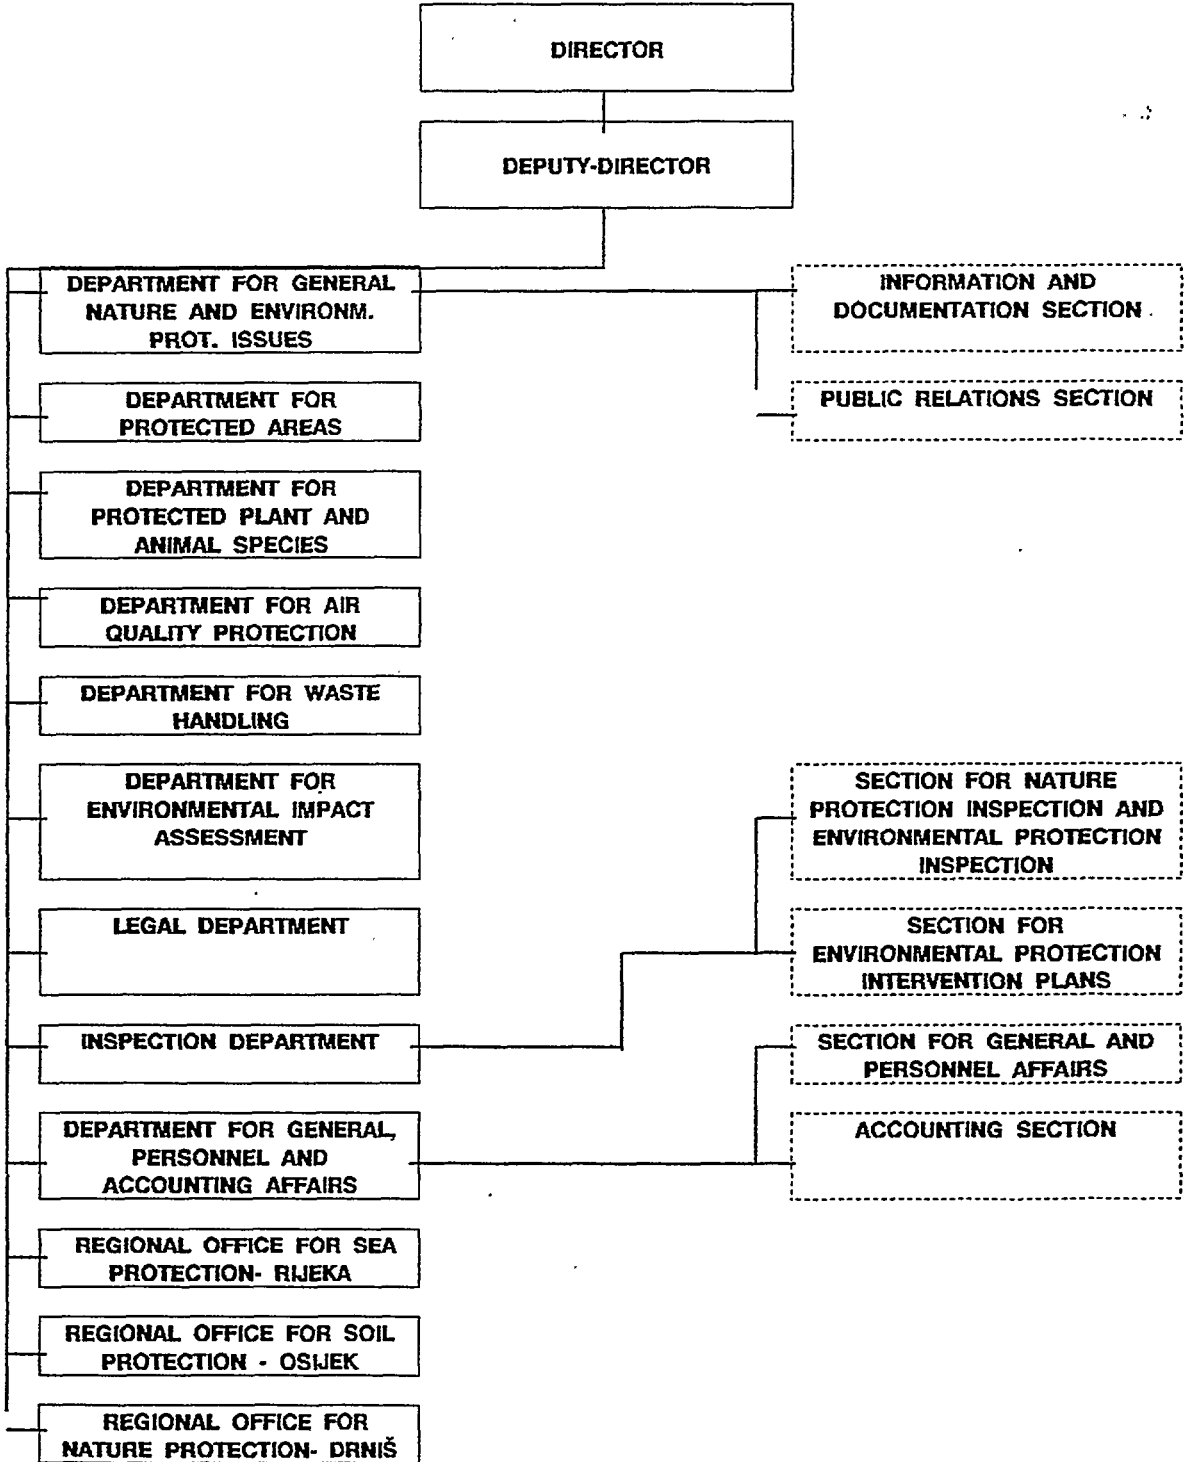 DIRECTOR
DEPUTY-DIRECTOR
DEPARTMENT FOR GENERAL
NATURE AND ENVIRONM.
PROT. ISSUES
INFORMATION AND
DOCUMENTATION SECTION
DEPARTMENT FOR
PROTECTED AREAS
PUBLIC RELATIONS SECTION
DEPARTMENT FOR
PROTECTED PLANT AND
ANIMAL SPECIES
DEPARTMENT FOR AIR
QUALITY PROTECTION
DEPARTMENT FOR WASTE
HANDLING
DEPARTMENT FOR
ENVIRONMENTAL IMPACT
ASSESSMENT
SECTION FOR NATURE
PROTECTION INSPECTION AND
ENVIRONMENTAL PROTECTION
INSPECTION
LEGAL DEPARTMENT
SECTION FOR
ENVIRONMENTAL PROTECTION
INTERVENTION PLANS
INSPECTION DEPARTMENT
SECTION FOR GENERAL AND
PERSONNEL AFFAIRS
DEPARTMENT FOR GENERAL,
PERSONNEL AND
ACCOUNTING AFFAIRS
ACCOUNTING SECTION
REGIONAL OFFICE FOR SEA
PROTECTION- RIJEKA
REGIONAL OFFICE FOR SOIL
PROTECTION - OSIJEK
REGIONAL OFFICE FOR
NATURE PROTECTION- DRNIŠ